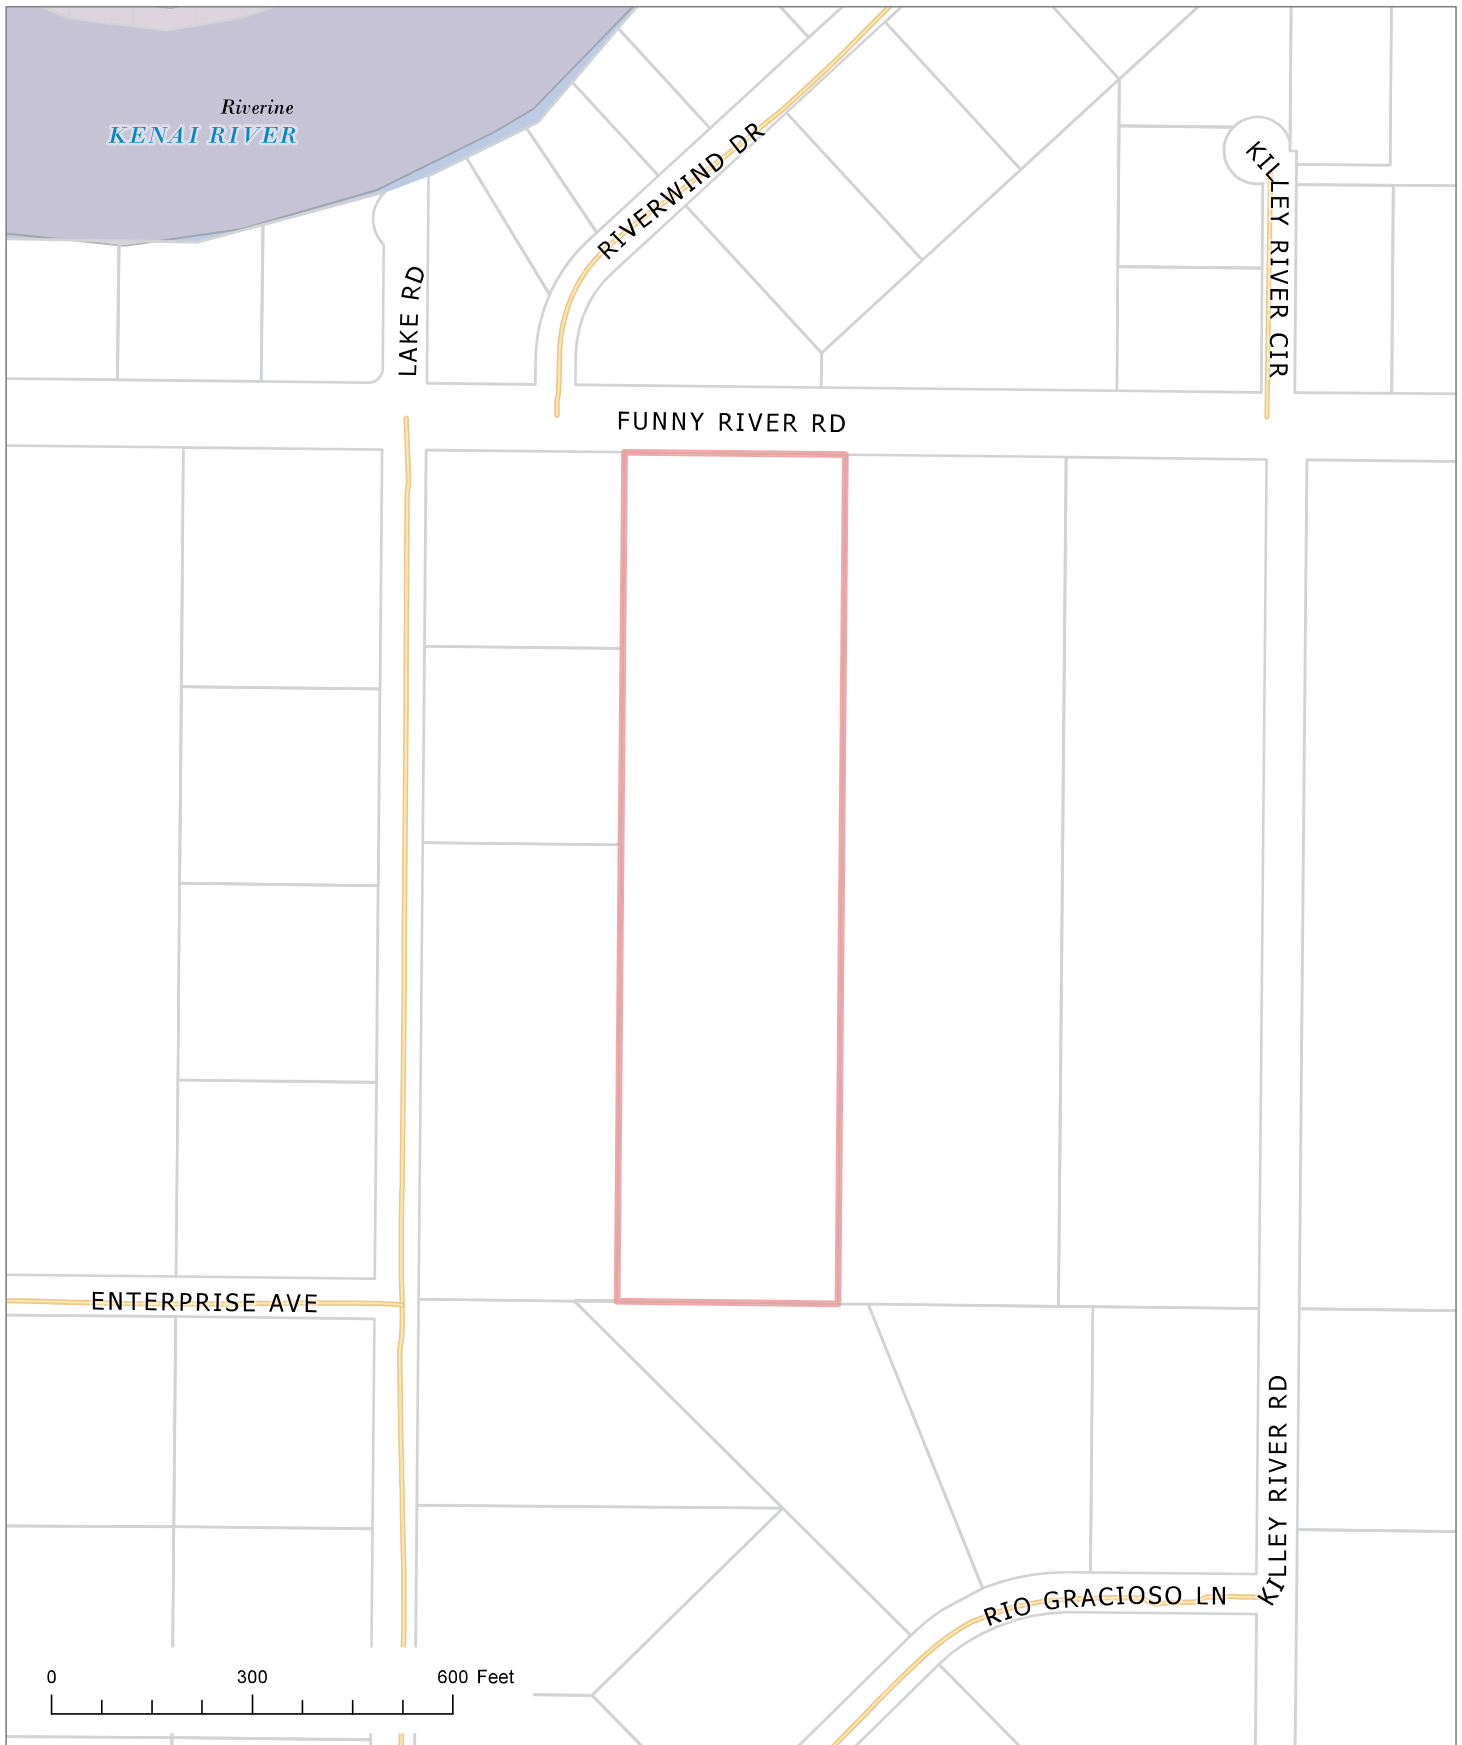 Riverine
KENAI RIVER
RIVERWIND DR
KILLEY RIVER CIR
LAKE RD
FUNNY RIVER RD
ENTERPRISE AVE
KILLEY RIVER RD
RIO GRACIOSO LN
0 300 600 Feet